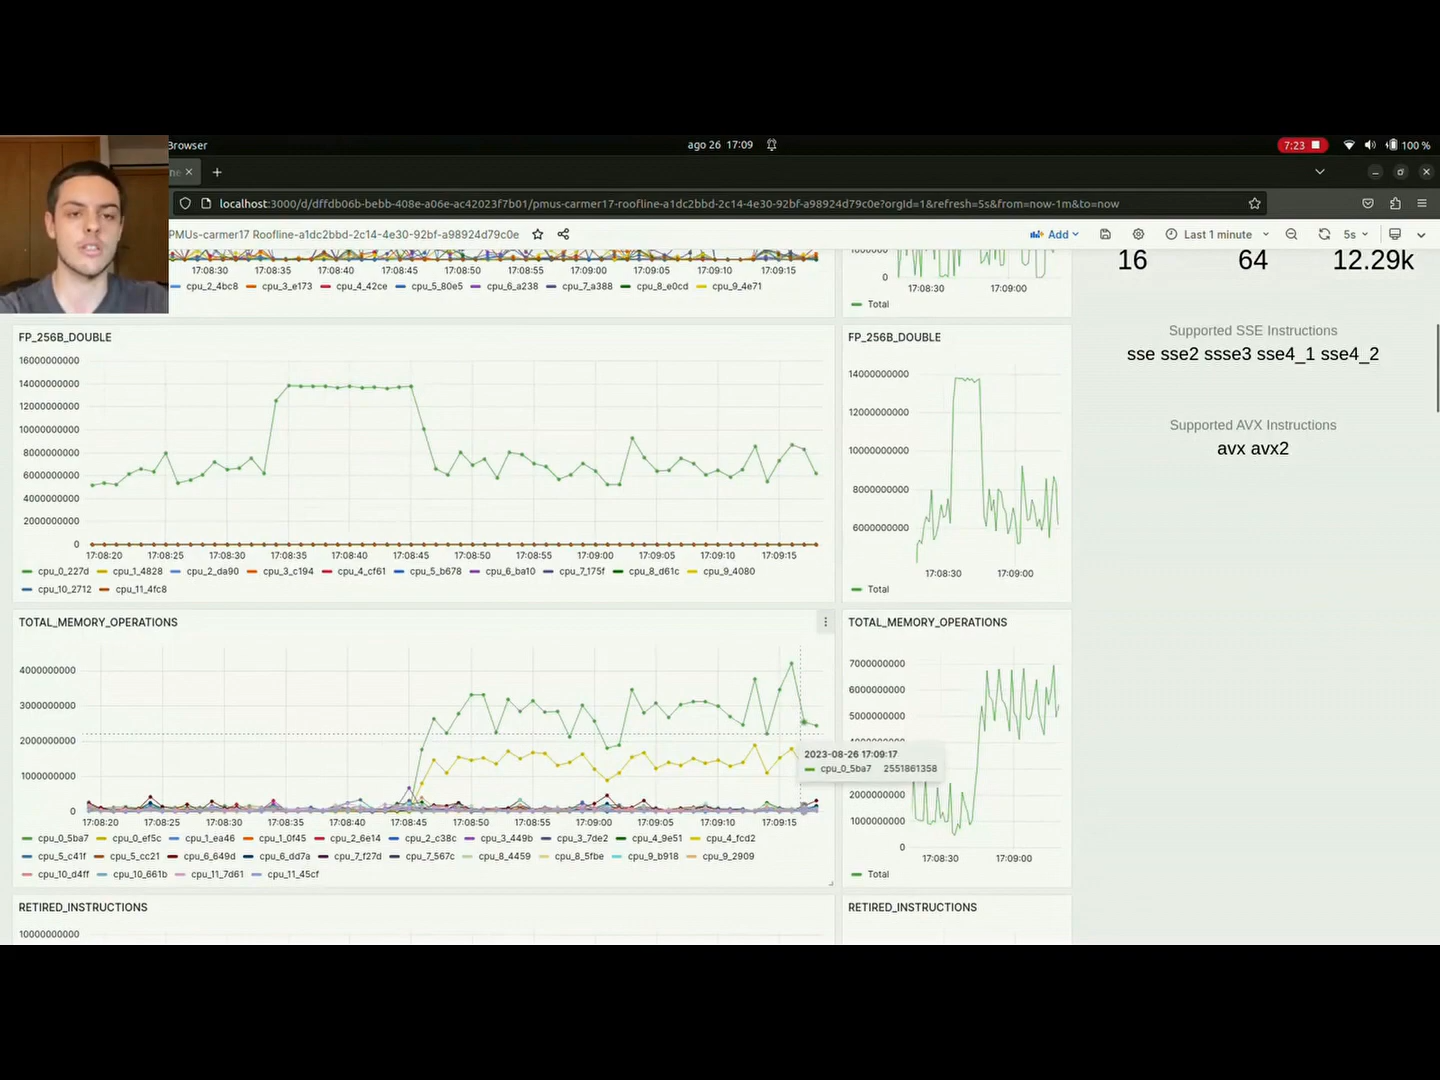 Browser
ago 26 17:09
7:23
100 %
localhost:3000/d/dffdb06b-bebb-408e-a06e-ac42023f7b01/pmus-carmer17-roofline-a1dc2bbd-2c14-4e30-92bf-a98924d79c0e?orgId=1&refresh=5s&from=now-1m&to=now
PMUs-carmer17 Roofline-a1dc2bbd-2c14-4e30-92bf-a98924d79c0e
Add
Last 1 minute
5s
17:08:30 17:08:35 17:08:40 17:08:45 17:08:50 17:08:55 17:09:00 17:09:05 17:09:10 17:09:15
cpu_2_4bc8 cpu_3_e173 cpu_4_42ce cpu_5_80e5 cpu_6_a238 cpu_7_a388 cpu_8_e0cd cpu_9_4e71
0
17:08:30 17:09:00
Total
16 64 12.29k
Supported SSE Instructions
sse sse2 ssse3 sse4_1 sse4_2
Supported AVX Instructions
avx avx2
FP_256B_DOUBLE
16000000000
14000000000
12000000000
10000000000
8000000000
6000000000
4000000000
2000000000
0
17:08:20 17:08:25 17:08:30 17:08:35 17:08:40 17:08:45 17:08:50 17:08:55 17:09:00 17:09:05 17:09:10 17:09:15
cpu_0_227d cpu_1_4828 cpu_2_da90 cpu_3_c194 cpu_4_cf61 cpu_5_b678 cpu_6_ba10 cpu_7_175f cpu_8_d61c cpu_9_4080
cpu_10_2712 cpu_11_4fc8
FP_256B_DOUBLE
14000000000
12000000000
10000000000
8000000000
6000000000
17:08:30 17:09:00
Total
TOTAL_MEMORY_OPERATIONS
4000000000
3000000000
2000000000
1000000000
0
17:08:20 17:08:25 17:08:30 17:08:35 17:08:40 17:08:45 17:08:50 17:08:55 17:09:00 17:09:05 17:09:10 17:09:15
2023-08-26 17:09:17
cpu_0_5ba7 2551861358
cpu_0_5ba7 cpu_0_ef5c cpu_1_ea46 cpu_1_0f45 cpu_2_6e14 cpu_2_c38c cpu_3_449b cpu_3_7de2 cpu_4_9e51 cpu_4_fcd2
cpu_5_c41f cpu_5_cc21 cpu_6_649d cpu_6_dd7a cpu_7_f27d cpu_7_567c cpu_8_4459 cpu_8_5fbe cpu_9_b918 cpu_9_2909
cpu_10_d4ff cpu_10_661b cpu_11_7d61 cpu_11_45cf
TOTAL_MEMORY_OPERATIONS
7000000000
6000000000
5000000000
2000000000
1000000000
0
17:08:30 17:09:00
Total
RETIRED_INSTRUCTIONS
10000000000
RETIRED_INSTRUCTIONS